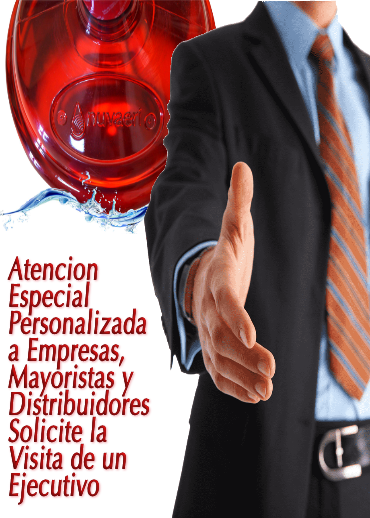 Atencion
Especial
Personalizada
a Empresas,
Mayoristas y
Distribuidores
Solicite la
Visita de un
Ejecutivo